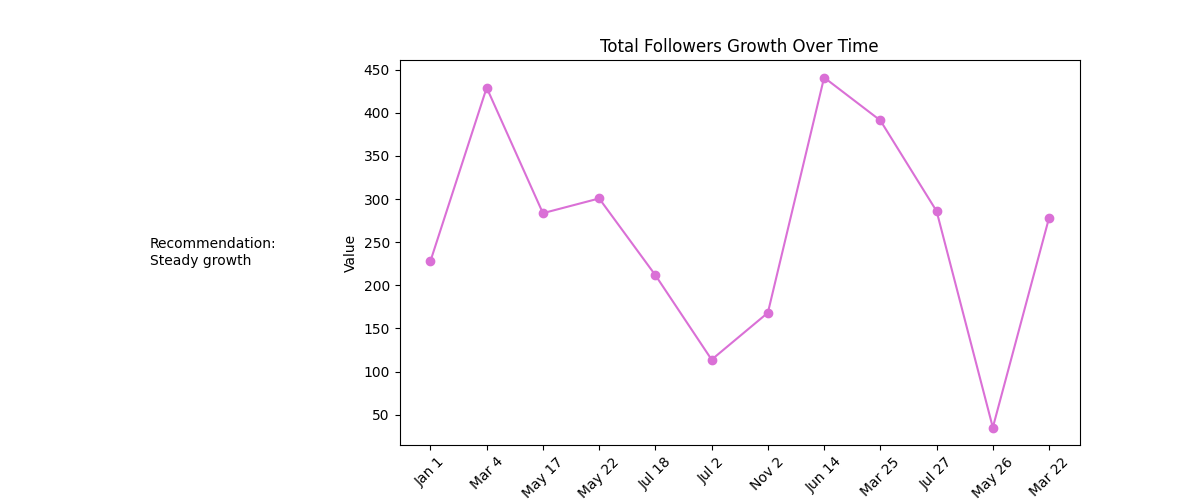 Total Followers Growth Over Time
450
400
350
300
250
200
150
100
50
Value
Recommendation:
Steady growth
Jan 1
Mar 4
May 17
May 22
Jul 18
Jul 2
Nov 2
Jun 14
Mar 25
Jul 27
May 26
Mar 22